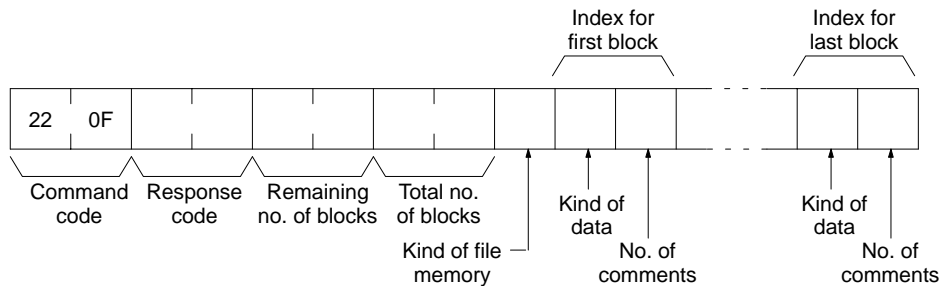 Index for
first block
Index for
last block
22 0F
Command
code
Response
code
Remaining
no. of blocks
Total no.
of blocks
Kind of file
memory
Kind of
data
No. of
comments
Kind of
data
No. of
comments